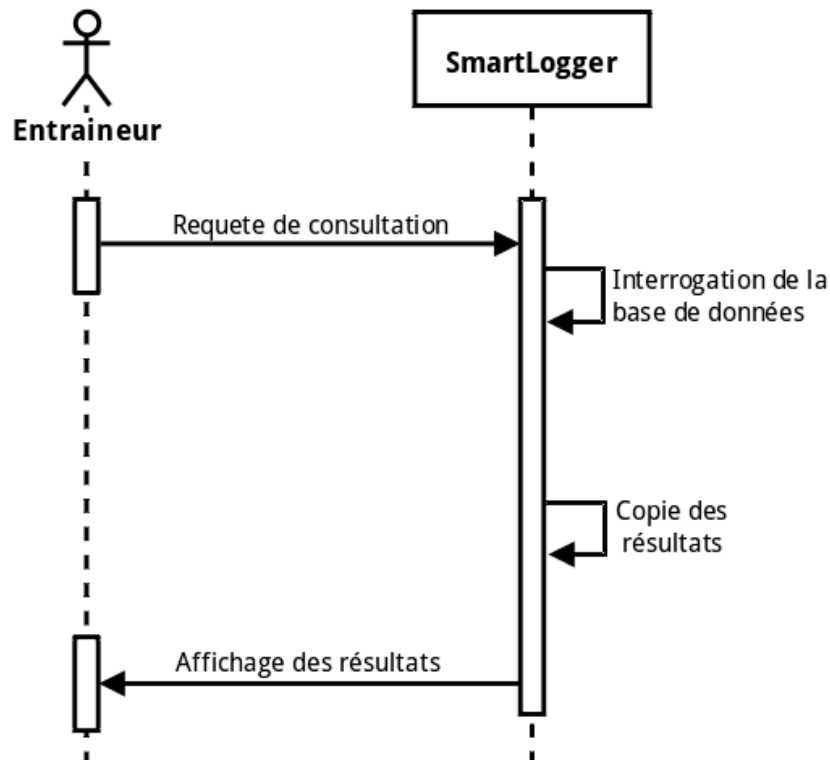 SmartLogger
Entraineur
Requete de consultation
Interrogation de la
base de données
Copie des
résultats
Affichage des résultats